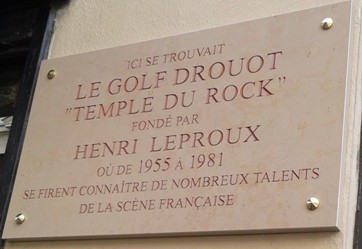 ICI SE TROUVAIT
LE GOLF DROUOT
"TEMPLE DU ROCK"
FONDÉ PAR
HENRI LEPROUX
OÙ DE 1955 À 1981
SE FIRENT CONNAÎTRE DE NOMBREUX TALENTS
DE LA SCÈNE FRANÇAISE